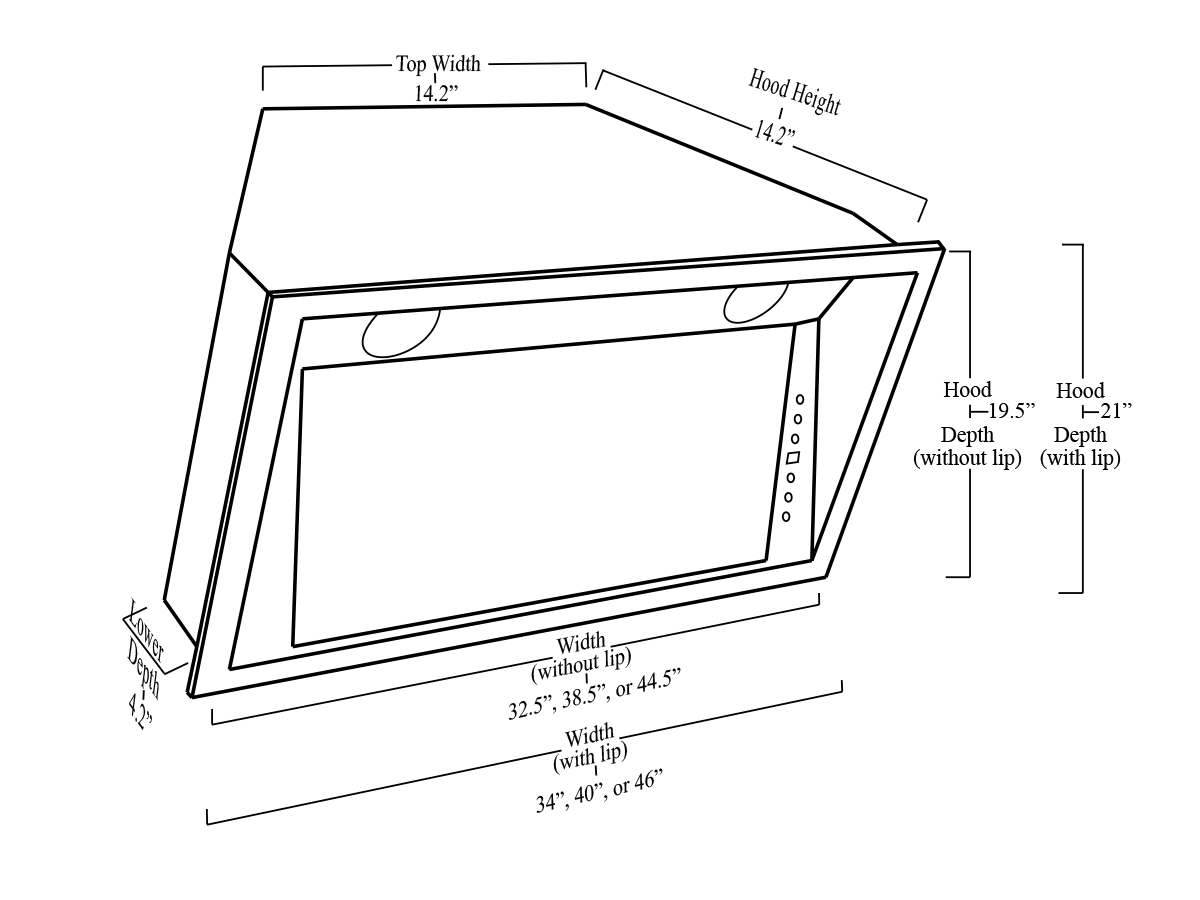 Top Width
14.2”
Hood Height
14.2”
Hood
19.5”
Depth
(without lip)
Hood
21”
Depth
(with lip)
Lower
Depth
4.2”
Width
(without lip)
32.5”, 38.5”, or 44.5”
Width
(with lip)
34”, 40”, or 46”